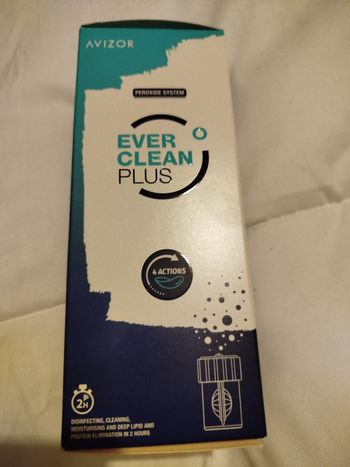 AVIZOR
PEROXIDE SYSTEM
EVER
CLEAN
PLUS
4 ACTIONS
2H
DISINFECTING, CLEANING,
MOISTURISING AND DEEP LIPID AND
PROTEIN ELIMINATION IN 2 HOURS